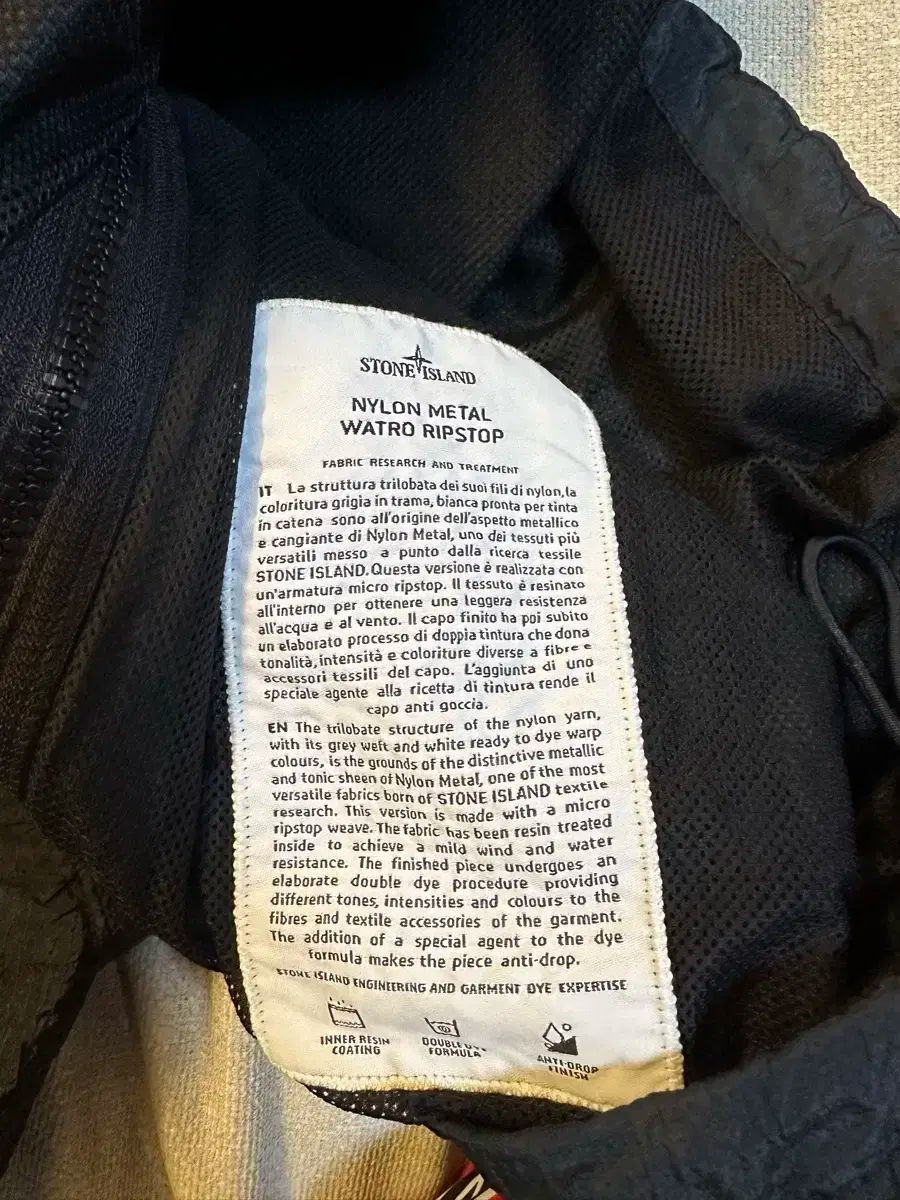 STONE ISLAND
NYLON METAL
WATRO RIPSTOP
FABRIC RESEARCH AND TREATMENT
IT La struttura trilobata dei suoi fili di nylon, la
coloritura grigia in trama, bianca pronta per tinta
in catena sono all'origine dell'aspetto metallico
e cangiante di Nylon Metal, uno dei tessuti più
versatili messo a punto dalla ricerca tessile
STONE ISLAND. Questa versione è realizzata con
un'armatura micro ripstop. Il tessuto è resinato
all'interno per ottenere una leggera resistenza
all'acqua e al vento. Il capo finito ha poi subito
un elaborato processo di doppia tintura che dona
tonalità, intensità e coloriture diverse a fibre e
accessori tessili del capo. L'aggiunta di uno
speciale agente alla ricetta di tintura rende il
capo anti goccia.
EN The trilobate structure of the nylon yarn,
with its grey weft and white ready to dye warp
colours, is the grounds of the distinctive metallic
and tonic sheen of Nylon Metal, one of the most
versatile fabrics born of STONE ISLAND textile
research. This version is made with a micro
ripstop weave. The fabric has been resin treated
inside to achieve a mild wind and water
resistance. The finished piece undergoes an
elaborate double dye procedure providing
different tones, intensities and colours to the
fibres and textile accessories of the garment.
The addition of a special agent to the dye
formula makes the piece anti-drop.
STONE ISLAND ENGINEERING AND GARMENT DYE EXPERTISE
INNER RESIN
COATING
DOUBLE
FORMULA
ANTI-DROP
FINISH